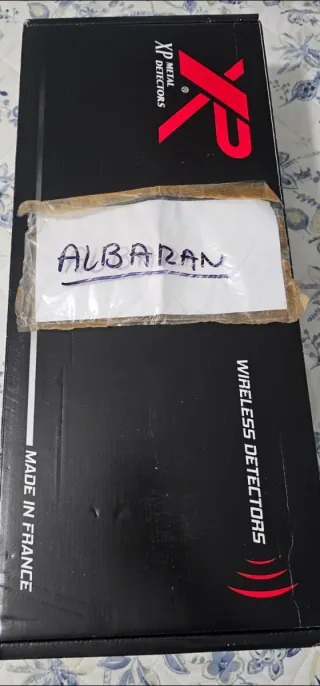 XP
®
XP METAL
DETECTORS
ALBARAN
WIRELESS DETECTORS
MADE IN FRANCE